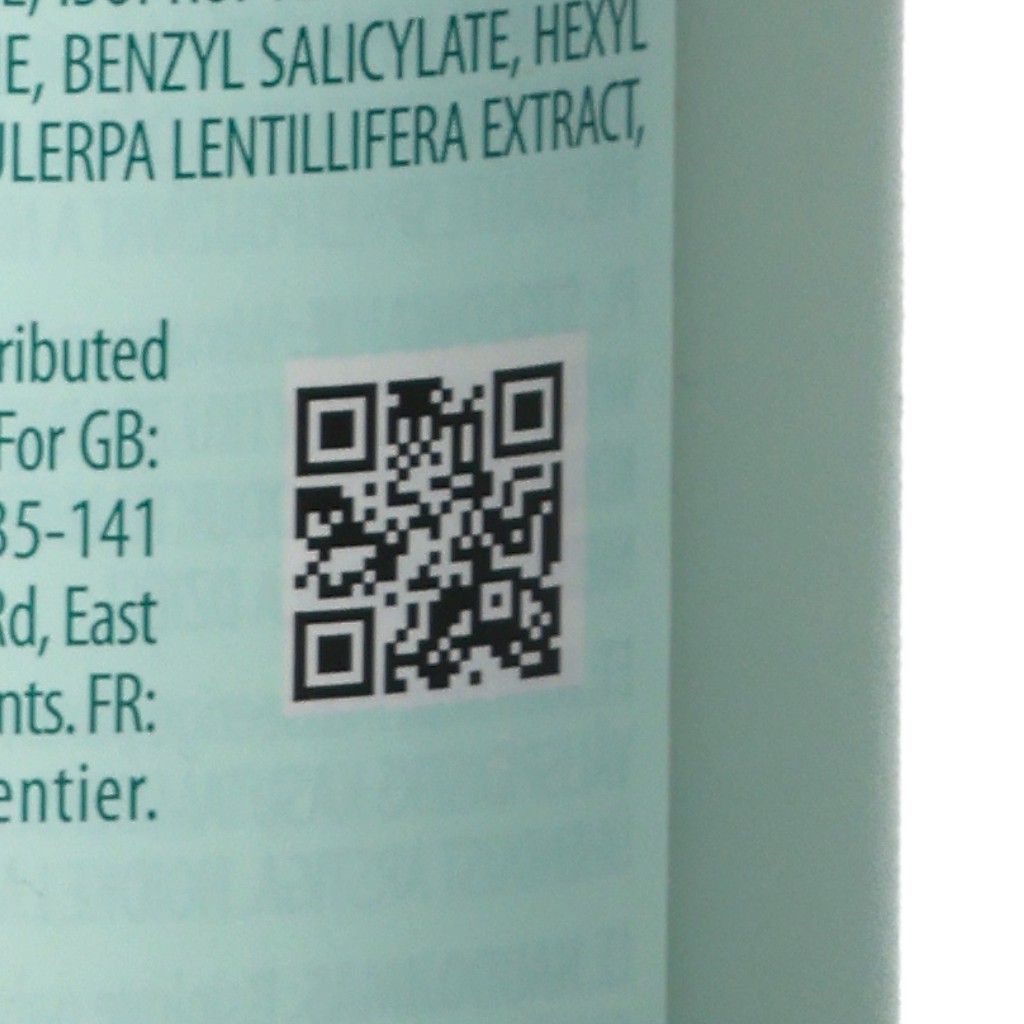 E, BENZYL SALICYLATE, HEXYL
ULERPA LENTILLIFERA EXTRACT,
ributed
For GB:
35-141
Rd, East
nts. FR:
entier.